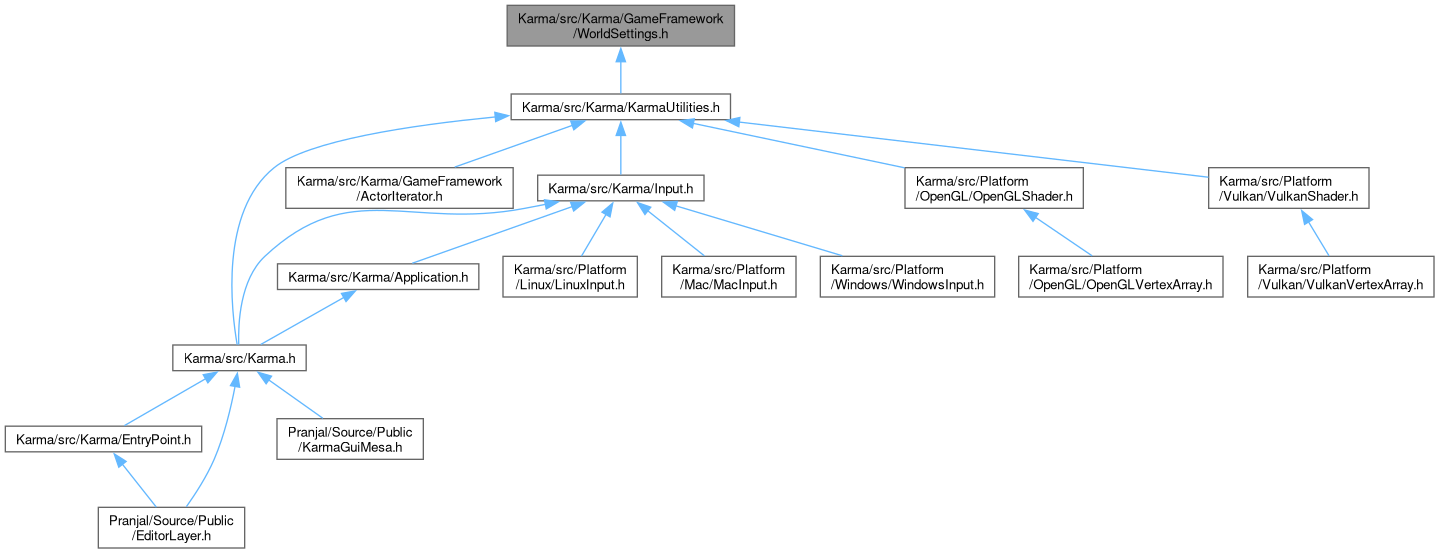 Karma/src/Karma/GameFramework
/WorldSettings.h
Karma/src/Karma/KarmaUtilities.h
Karma/src/Karma/GameFramework
/ActorIterator.h
Karma/src/Karma/Input.h
Karma/src/Platform
/OpenGL/OpenGLShader.h
Karma/src/Platform
/Vulkan/VulkanShader.h
Karma/src/Karma/Application.h
Karma/src/Platform
/Linux/LinuxInput.h
Karma/src/Platform
/Mac/MacInput.h
Karma/src/Platform
/Windows/WindowsInput.h
Karma/src/Platform
/OpenGL/OpenGLVertexArray.h
Karma/src/Platform
/Vulkan/VulkanVertexArray.h
Karma/src/Karma.h
Karma/src/Karma/EntryPoint.h
Pranjal/Source/Public
/KarmaGuiMesa.h
Pranjal/Source/Public
/EditorLayer.h